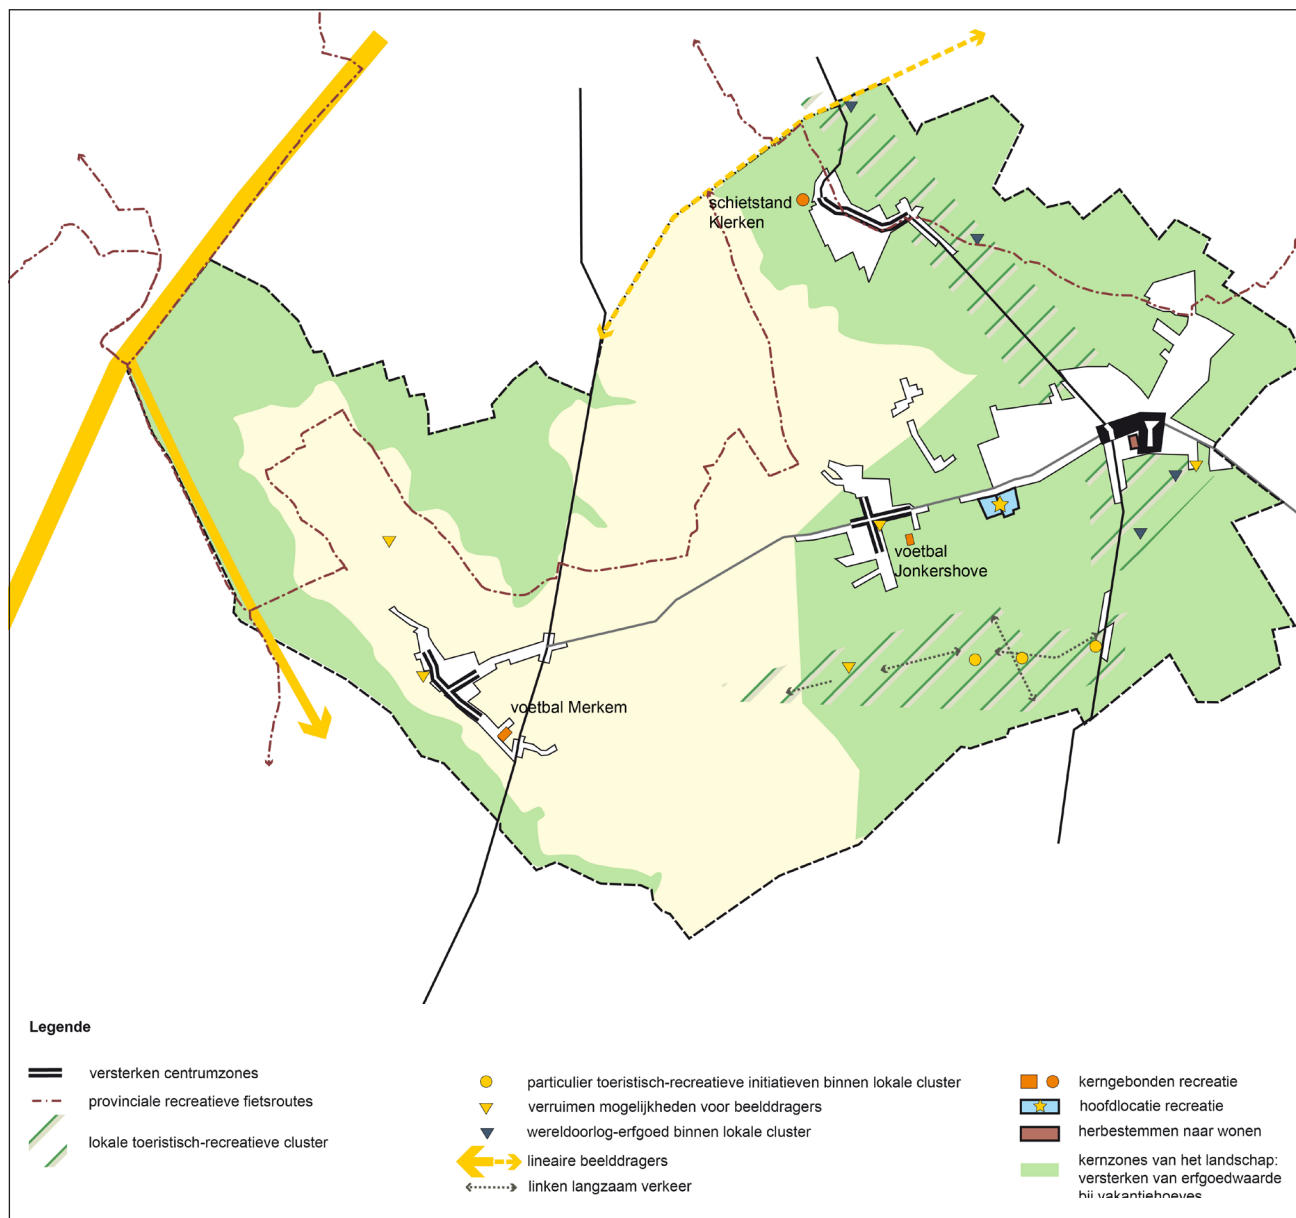 schietstand
Klerken
voetbal
Jonkershove
voetbal Merkem
Legende
versterken centrumzones
provinciale recreatieve fietsroutes
lokale toeristisch-recreatieve cluster
particulier toeristisch-recreatieve initiatieven binnen lokale cluster
verruimen mogelijkheden voor beelddragers
wereldoorlog-erfgoed binnen lokale cluster
lineaire beelddragers
linken langzaam verkeer
kerngebonden recreatie
hoofdlocatie recreatie
herbestemmen naar wonen
kernzones van het landschap:
versterken van erfgoedwaarde
bij vakantiehoeves